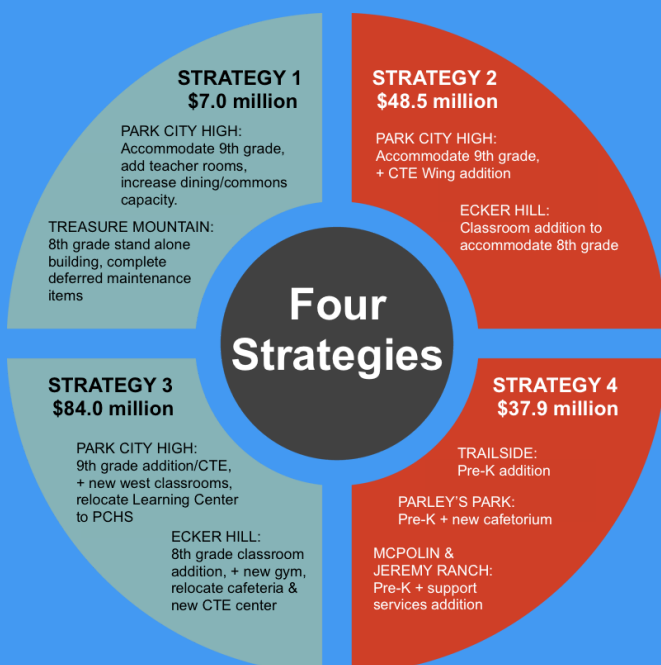 STRATEGY 1
$7.0 million
PARK CITY HIGH:
Accommodate 9th grade,
add teacher rooms,
increase dining/commons
capacity.
TREASURE MOUNTAIN:
8th grade stand alone
building, complete
deferred maintenance
items
STRATEGY 2
$48.5 million
PARK CITY HIGH:
Accommodate 9th grade,
+ CTE Wing addition
ECKER HILL:
Classroom addition to
accommodate 8th grade
Four
Strategies
STRATEGY 3
$84.0 million
PARK CITY HIGH:
9th grade addition/CTE,
+ new west classrooms,
relocate Learning Center
to PCHS
ECKER HILL:
8th grade classroom
addition, + new gym,
relocate cafeteria &
new CTE center
STRATEGY 4
$37.9 million
TRAILSIDE:
Pre-K addition
PARLEY'S PARK:
Pre-K + new cafetorium
MCPOLIN &
JEREMY RANCH:
Pre-K + support
services addition